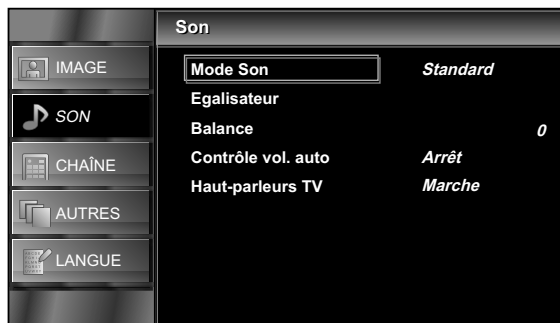 Son
IMAGE
SON
CHAÎNE
AUTRES
LANGUE
Mode Son Standard
Egalisateur
Balance 0
Contrôle vol. auto Arrêt
Haut-parleurs TV Marche